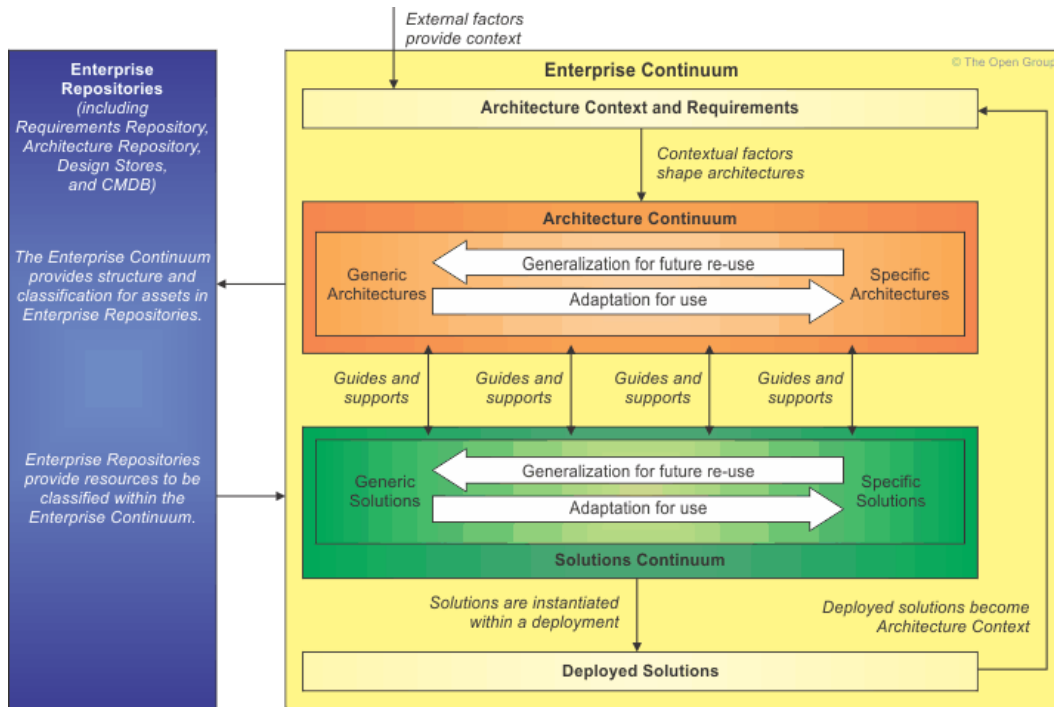 External factors
provide context
Enterprise
Repositories
(including
Requirements Repository,
Architecture Repository,
Design Stores,
and CMDB)
The Enterprise Continuum
provides structure and
classification for assets in
Enterprise Repositories.
Enterprise Repositories
provide resources to be
classified within the
Enterprise Continuum.
© The Open Group
Enterprise Continuum
Architecture Context and Requirements
Contextual factors
shape architectures
Architecture Continuum
Generic
Architectures
Generalization for future re-use
Adaptation for use
Specific
Architectures
Guides and
supports
Guides and
supports
Guides and
supports
Guides and
supports
Generic
Solutions
Generalization for future re-use
Adaptation for use
Specific
Solutions
Solutions Continuum
Solutions are instantiated
within a deployment
Deployed solutions become
Architecture Context
Deployed Solutions